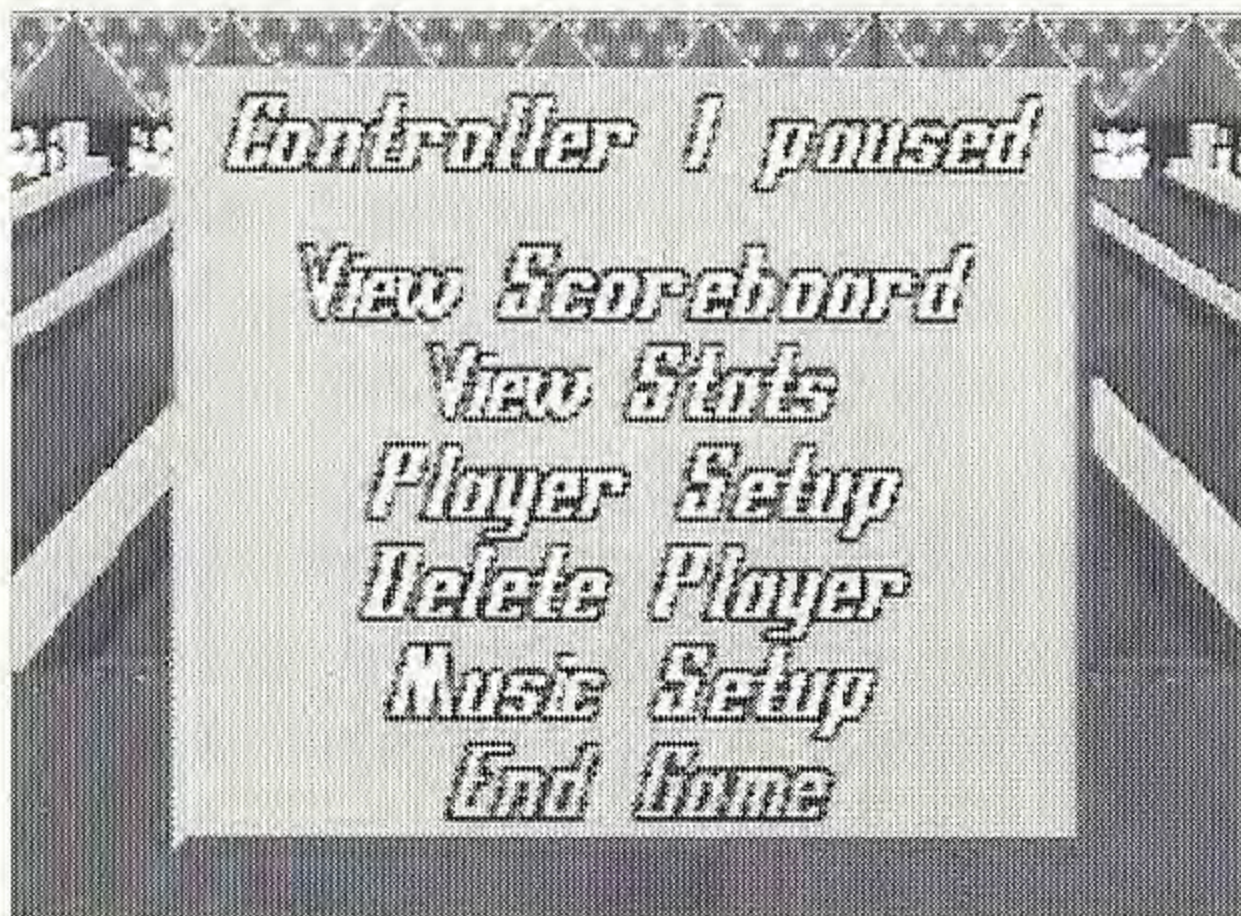 Controller 1 paused
View Scoreboard
View Stats
Player Setup
Delete Player
Music Setup
End Game